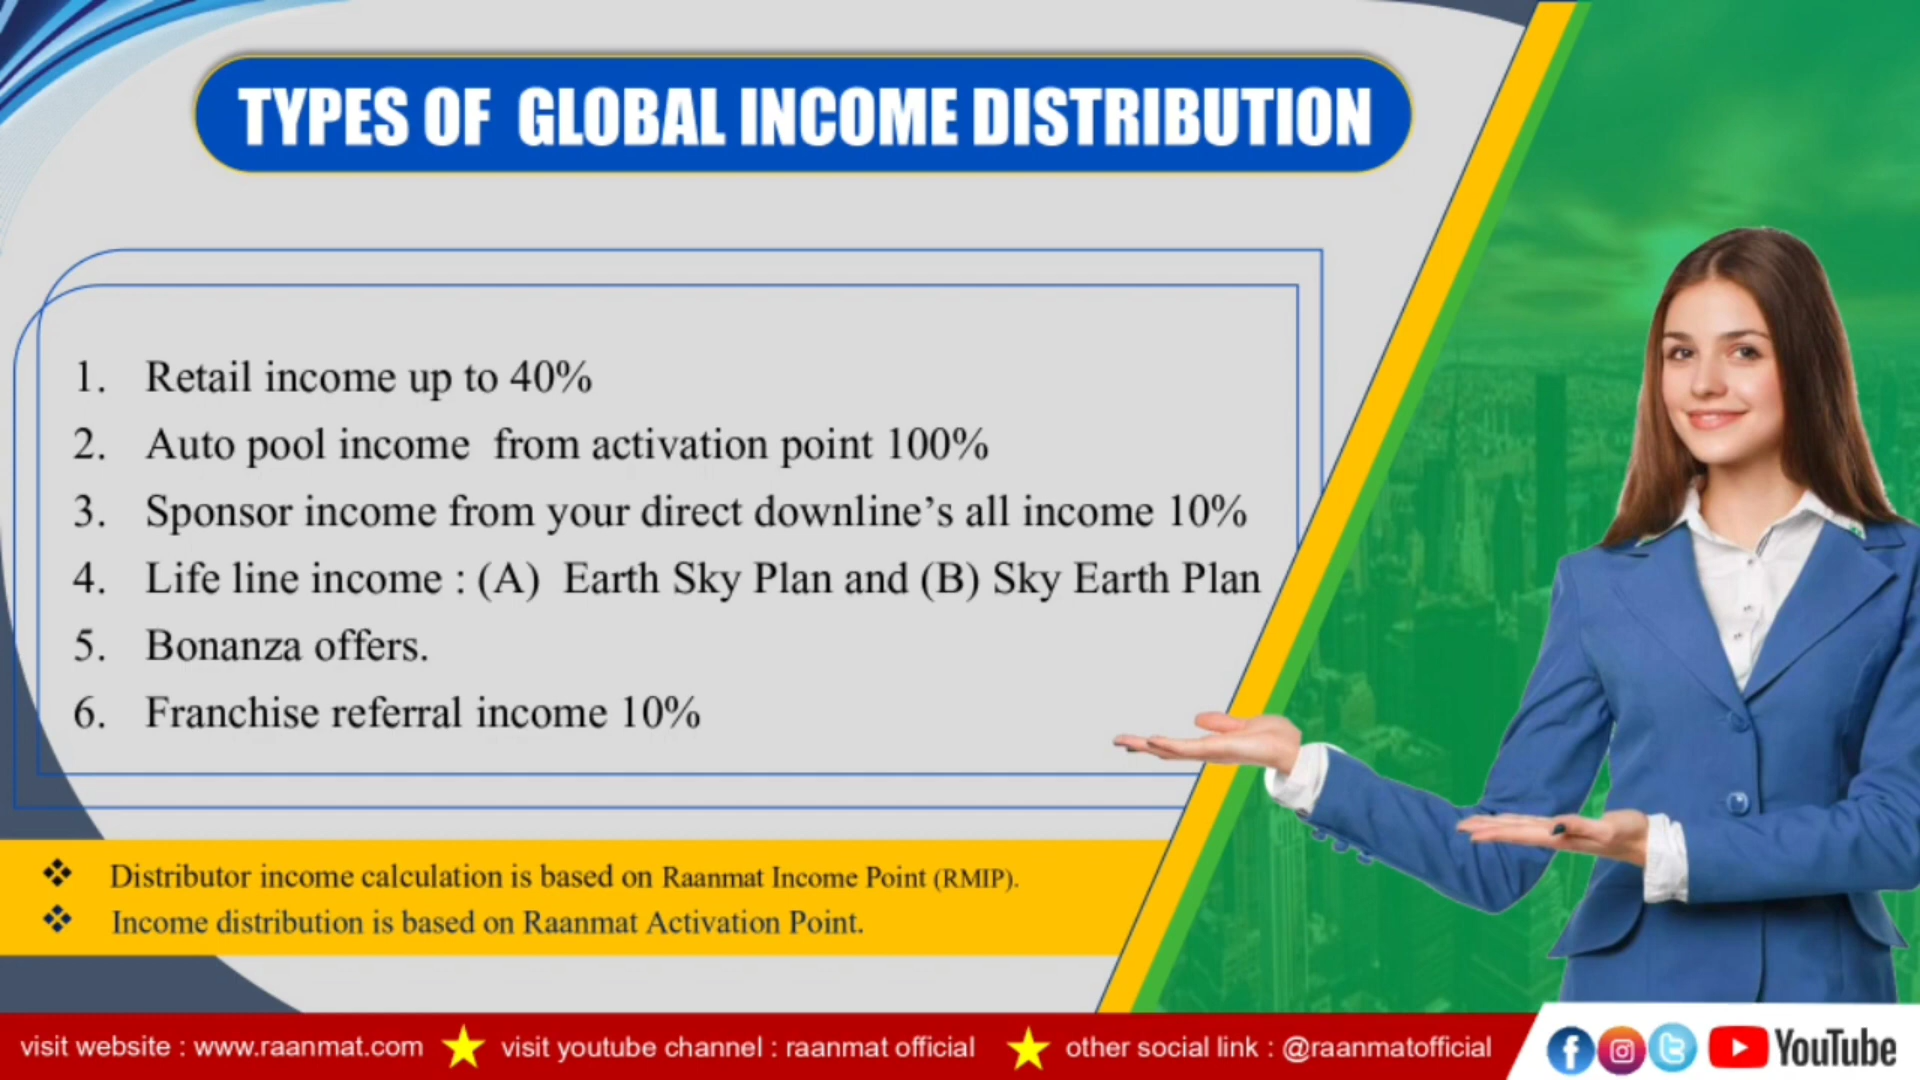 TYPES OF GLOBAL INCOME DISTRIBUTION
1. Retail income up to 40%
2. Auto pool income from activation point 100%
3. Sponsor income from your direct downline’s all income 10%
4. Life line income : (A) Earth Sky Plan and (B) Sky Earth Plan
5. Bonanza offers.
6. Franchise referral income 10%
❖ Distributor income calculation is based on Raanmat Income Point (RMIP).
❖ Income distribution is based on Raanmat Activation Point.
visit website : www.raanmat.com ★ visit youtube channel : raanmat official ★ other social link : @raanmatofficial YouTube